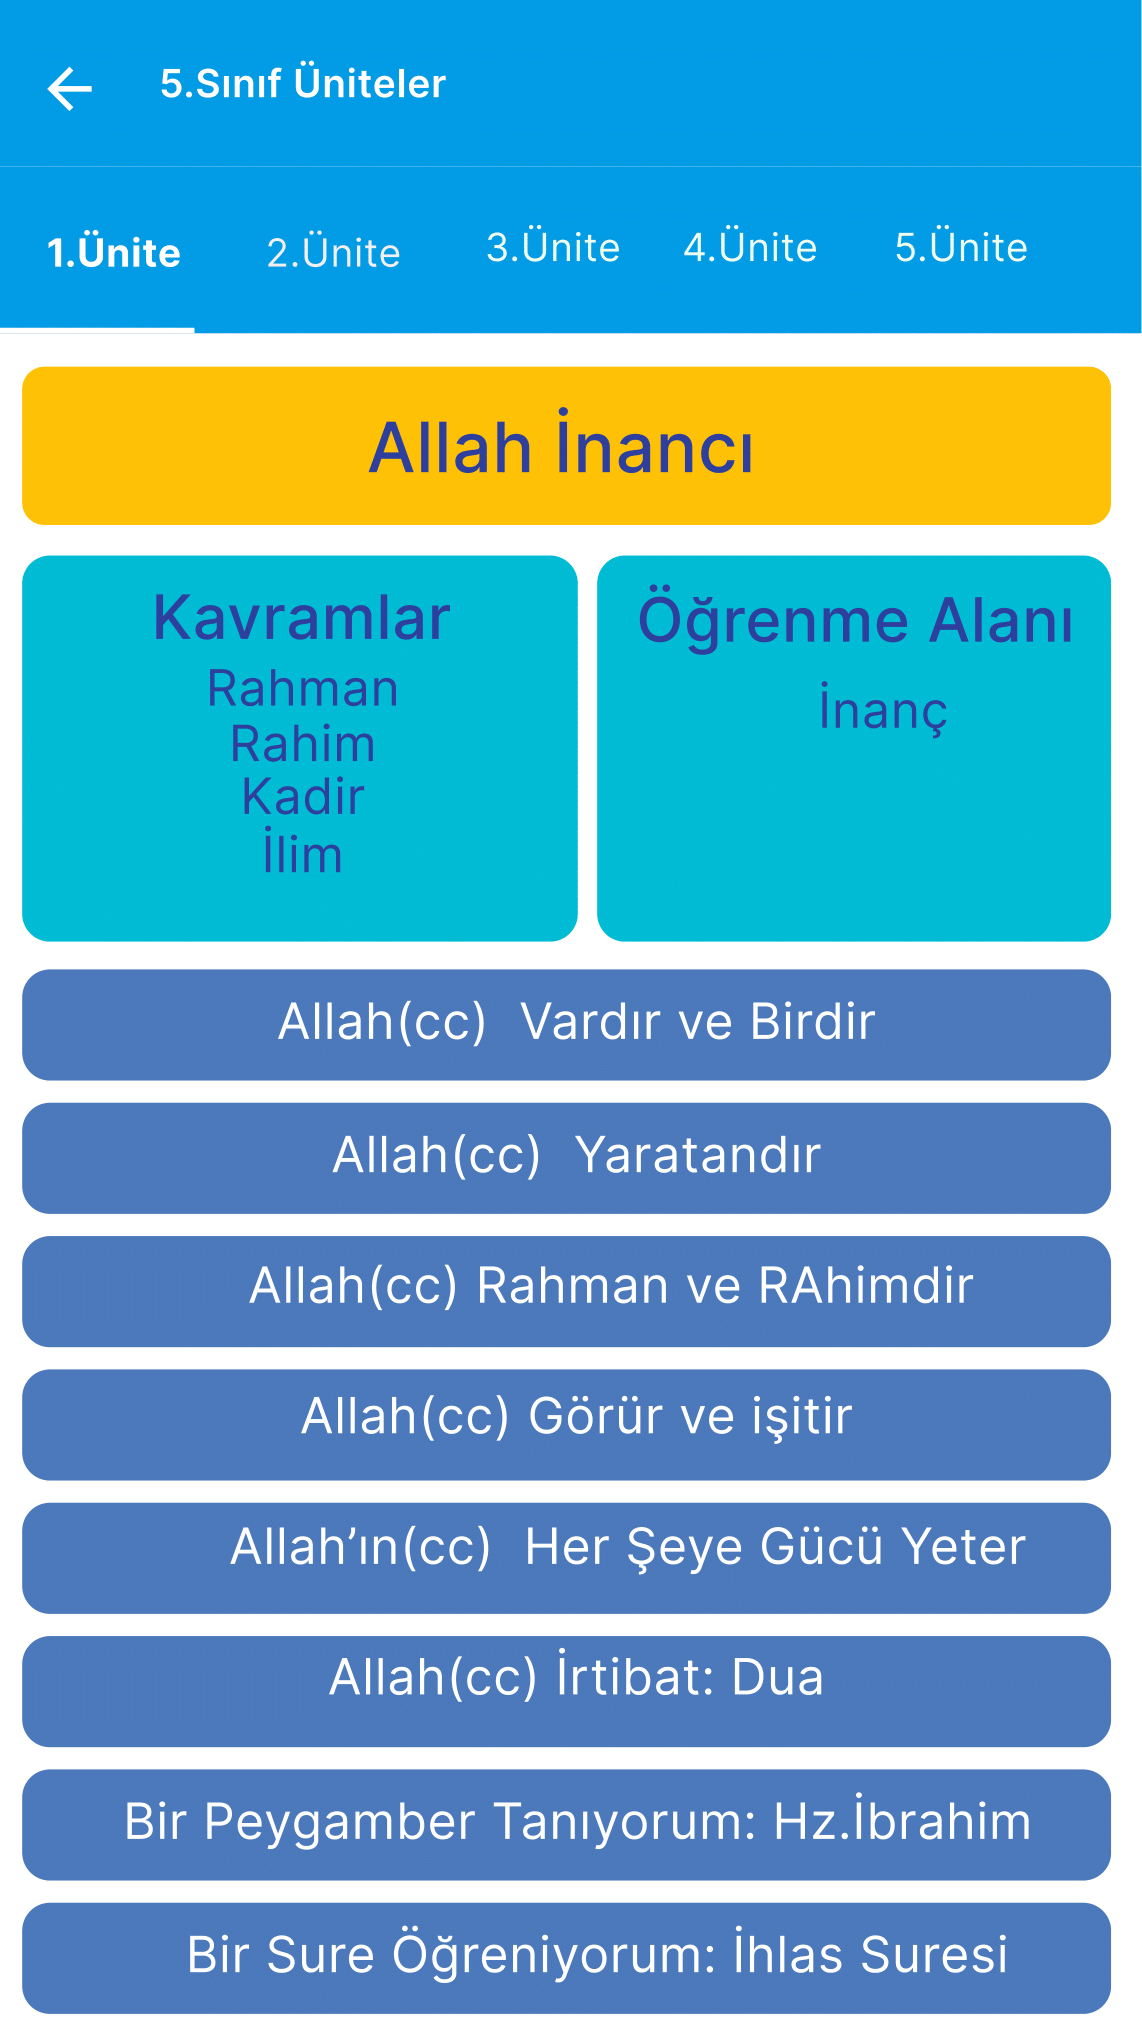 5.Sınıf Üniteler
1.Ünite 2.Ünite 3.Ünite 4.Ünite 5.Ünite
Allah İnancı
Kavramlar
Rahman
Rahim
Kadir
İlim
Öğrenme Alanı
İnanç
Allah(cc)  Vardır ve Birdir
Allah(cc)  Yaratandır
Allah(cc) Rahman ve RAhimdir
Allah(cc) Görür ve işitir
Allah’ın(cc)  Her Şeye Gücü Yeter
Allah(cc) İrtibat: Dua
Bir Peygamber Tanıyorum: Hz.İbrahim
Bir Sure Öğreniyorum: İhlas Suresi